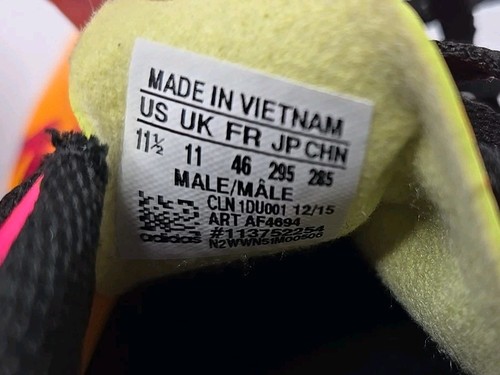 MADE IN VIETNAM
US UK FR JP CHN
11½ 11 46 295 285
MALE/MÂLE
CLN 1DU001 12/15
ART AF4694
#113752254
adidas N2WWNS1M00505